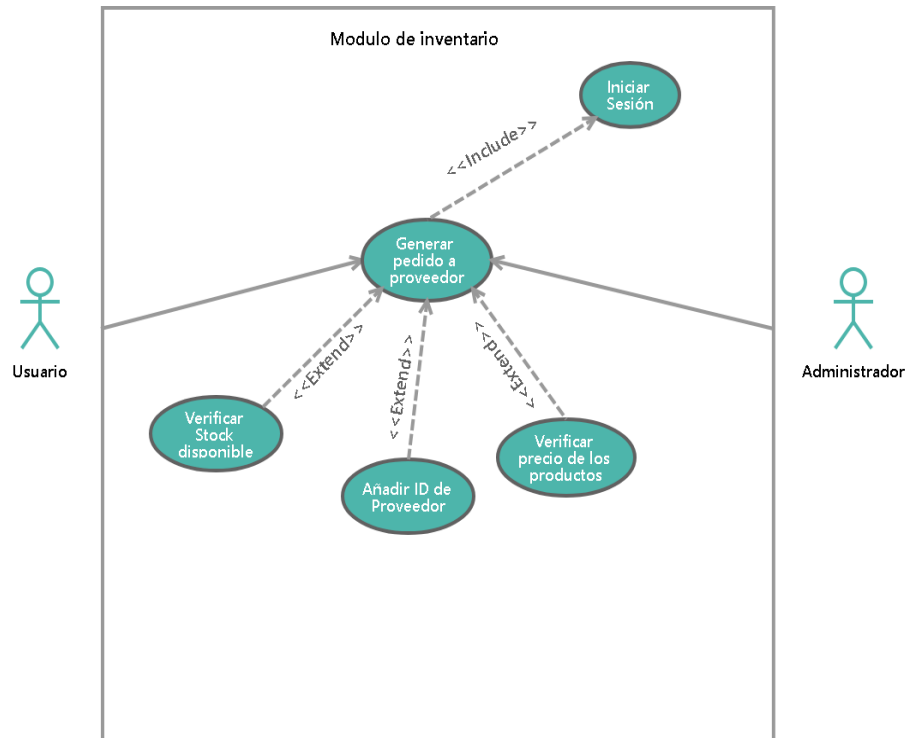 Modulo de inventario
Iniciar
Sesión
<<Include>>
Generar
pedido a
proveedor
Usuario
Administrador
<<Extend>>
<<Extend>>
<<Extend>>
Verificar
Stock
disponible
Añadir ID de
Proveedor
Verificar
precio de los
productos